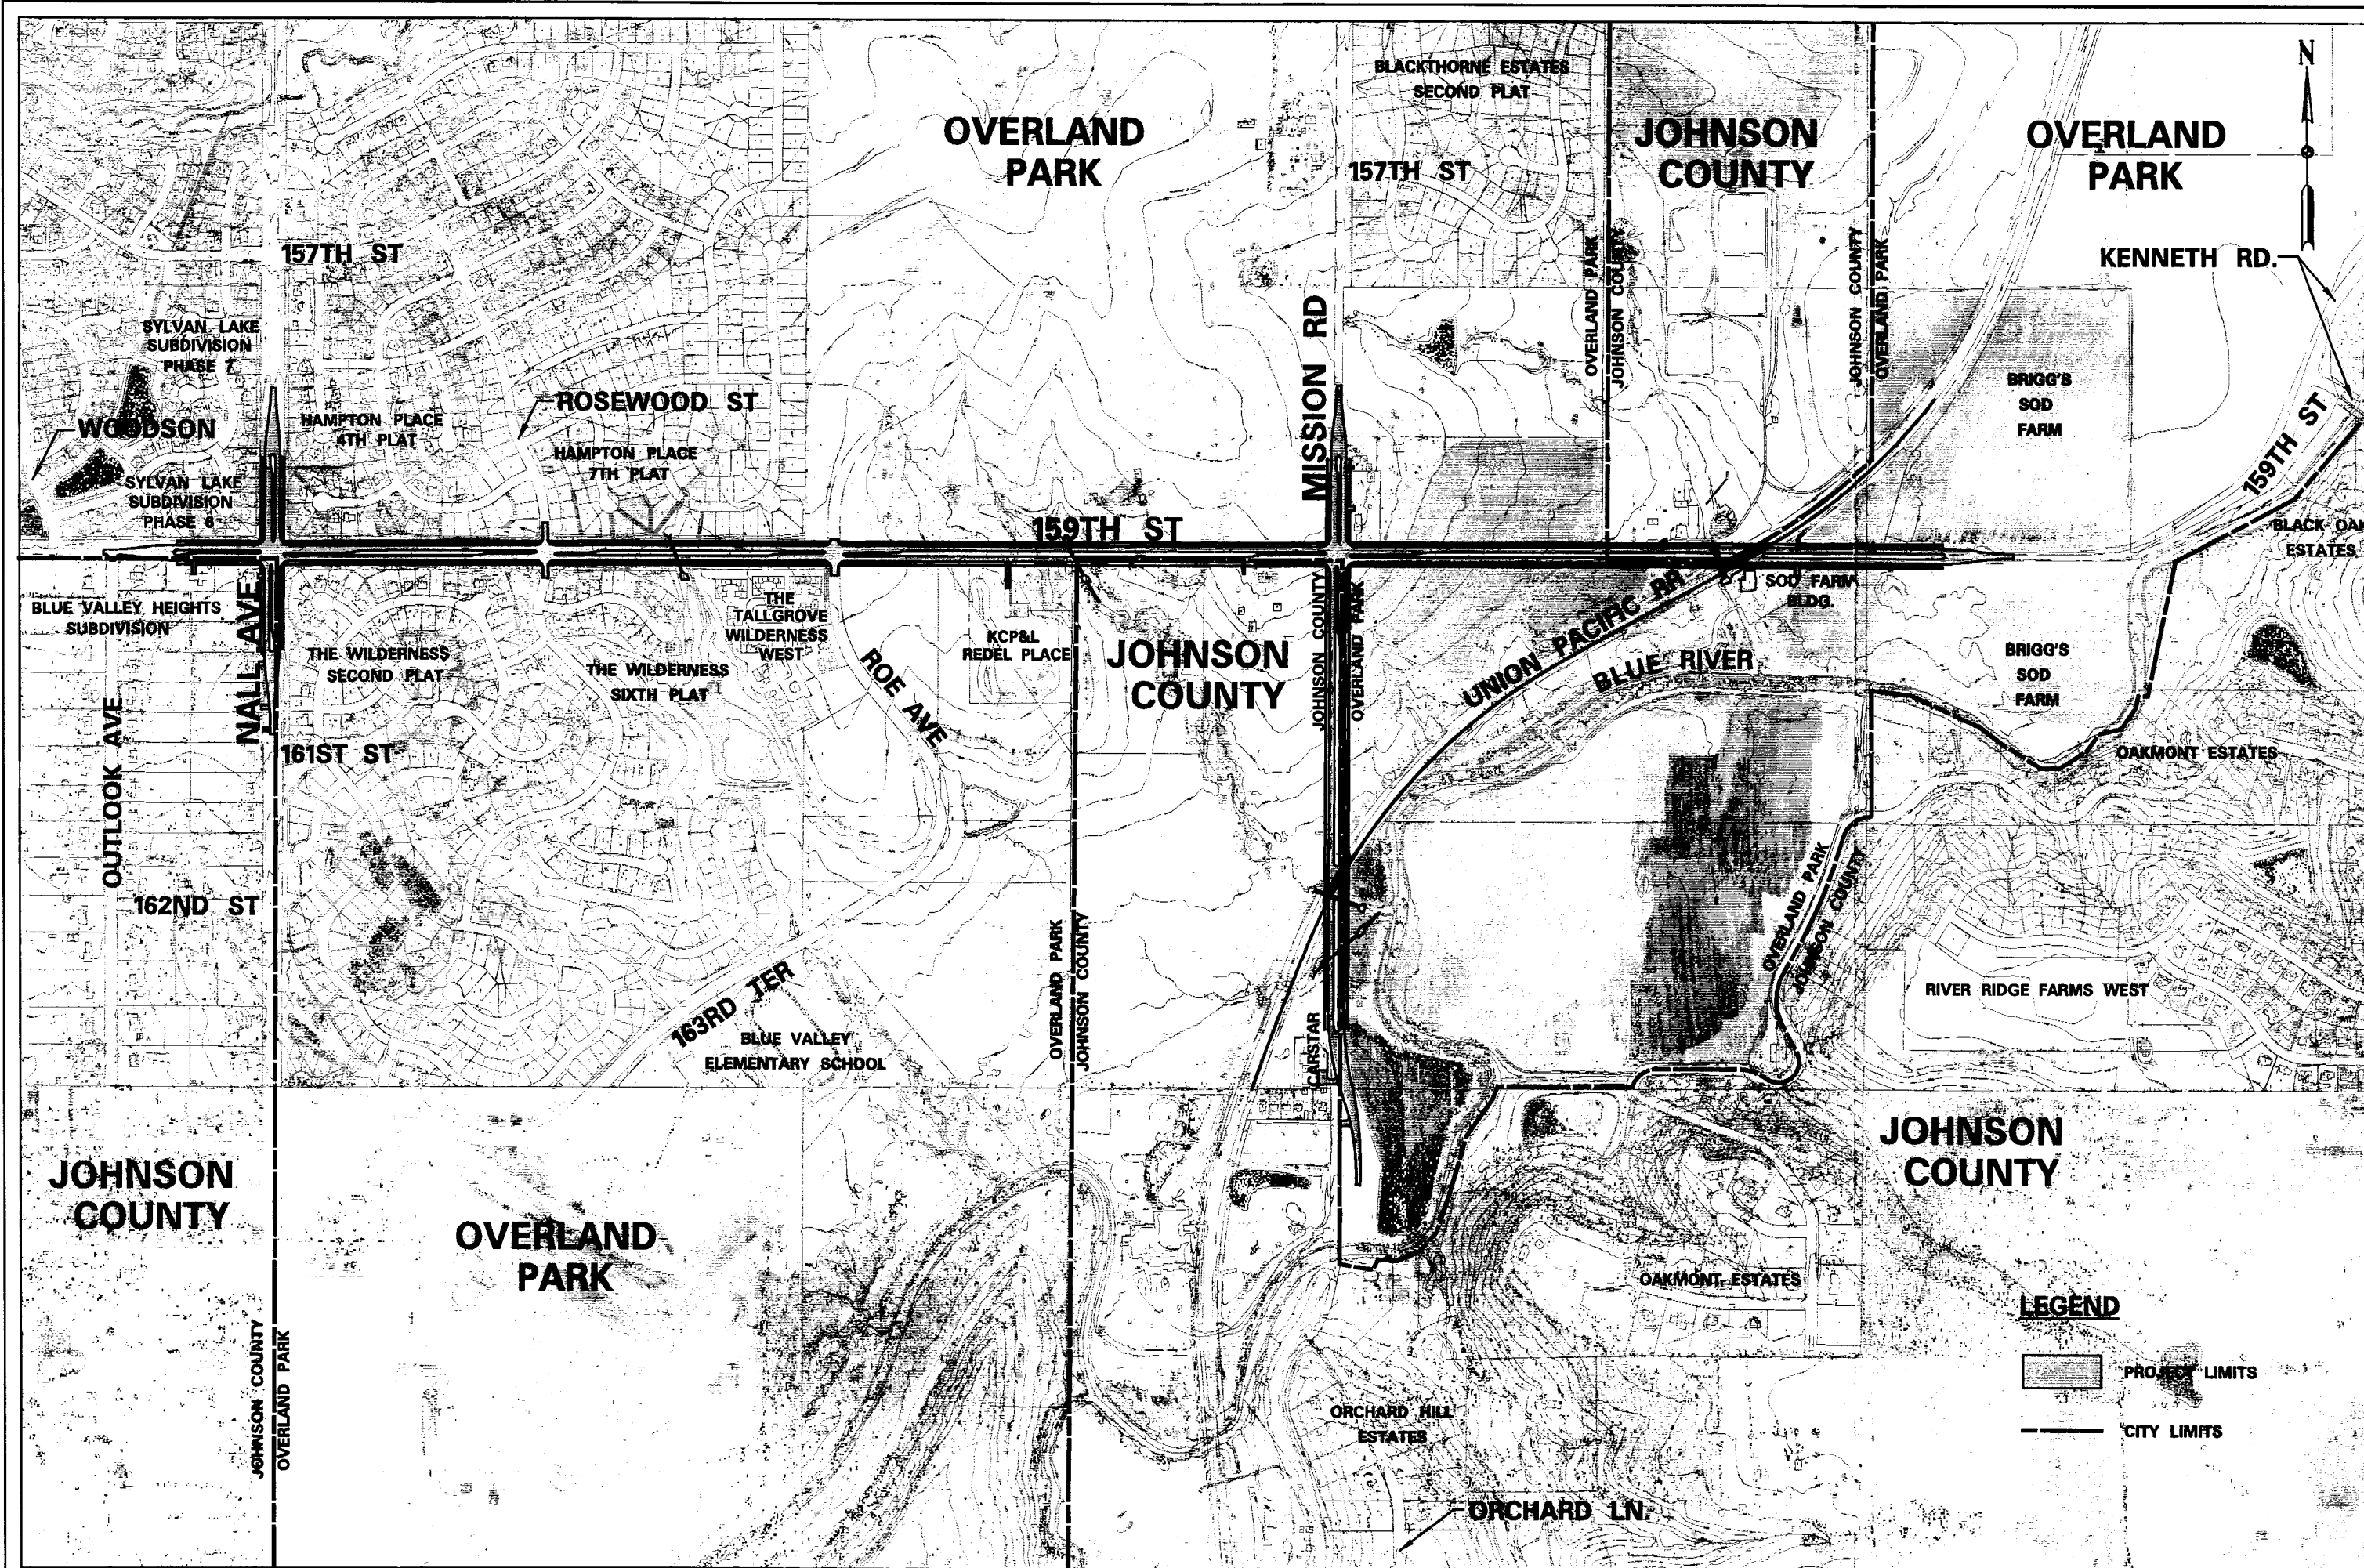 BLACKTHORNE ESTATES
SECOND PLAT
N
OVERLAND
PARK
JOHNSON
COUNTY
OVERLAND
PARK
157TH ST
157TH ST
OVERLAND PARK
JOHNSON COUNTY
JOHNSON COUNTY
OVERLAND PARK
KENNETH RD.
SYLVAN LAKE
SUBDIVISION
PHASE 7
MISSION RD
BRIGG'S
SOD
FARM
WOODSON
HAMPTON PLACE
4TH PLAT
ROSEWOOD ST
HAMPTON PLACE
7TH PLAT
159TH ST
SYLVAN LAKE
SUBDIVISION
PHASE 6
159TH ST
BLACK OAK
ESTATES
BLUE VALLEY HEIGHTS
SUBDIVISION
NALL AVE
THE
TALLGROVE
WILDERNESS
WEST
KCP&L
REDEL PLACE
JOHNSON
COUNTY
JOHNSON COUNTY
OVERLAND PARK
UNION PACIFIC RR
SOD FARM
BLDG.
BLUE RIVER
THE WILDERNESS
SECOND PLAT
THE WILDERNESS
SIXTH PLAT
ROE AVE
BRIGG'S
SOD
FARM
OUTLOOK AVE
161ST ST
OAKMONT ESTATES
162ND ST
OVERLAND PARK
JOHNSON COUNTY
163RD TER
BLUE VALLEY
ELEMENTARY SCHOOL
OVERLAND PARK
JOHNSON COUNTY
CARSTAR
RIVER RIDGE FARMS WEST
JOHNSON
COUNTY
OVERLAND
PARK
JOHNSON
COUNTY
OAKMONT ESTATES
JOHNSON COUNTY
OVERLAND PARK
LEGEND
PROJECT LIMITS
CITY LIMITS
ORCHARD HILL
ESTATES
ORCHARD LN.